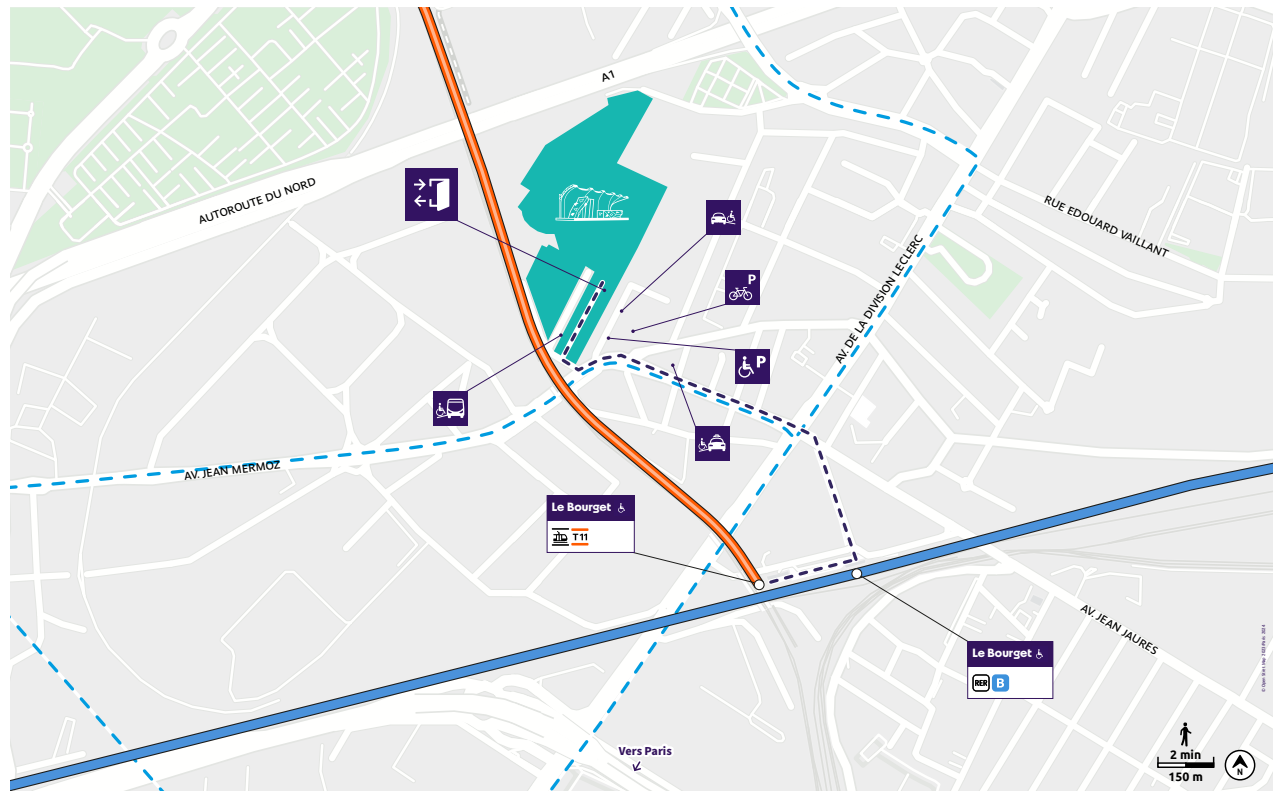 A1
AUTOROUTE DU NORD
RUE EDOUARD VAILLANT
P
AV. DE LA DIVISION LECLERC
P
AV. JEAN MERMOZ
Le Bourget
T11
AV. JEAN JAURES
Le Bourget
RER B
Vers Paris
2 min
150 m
N